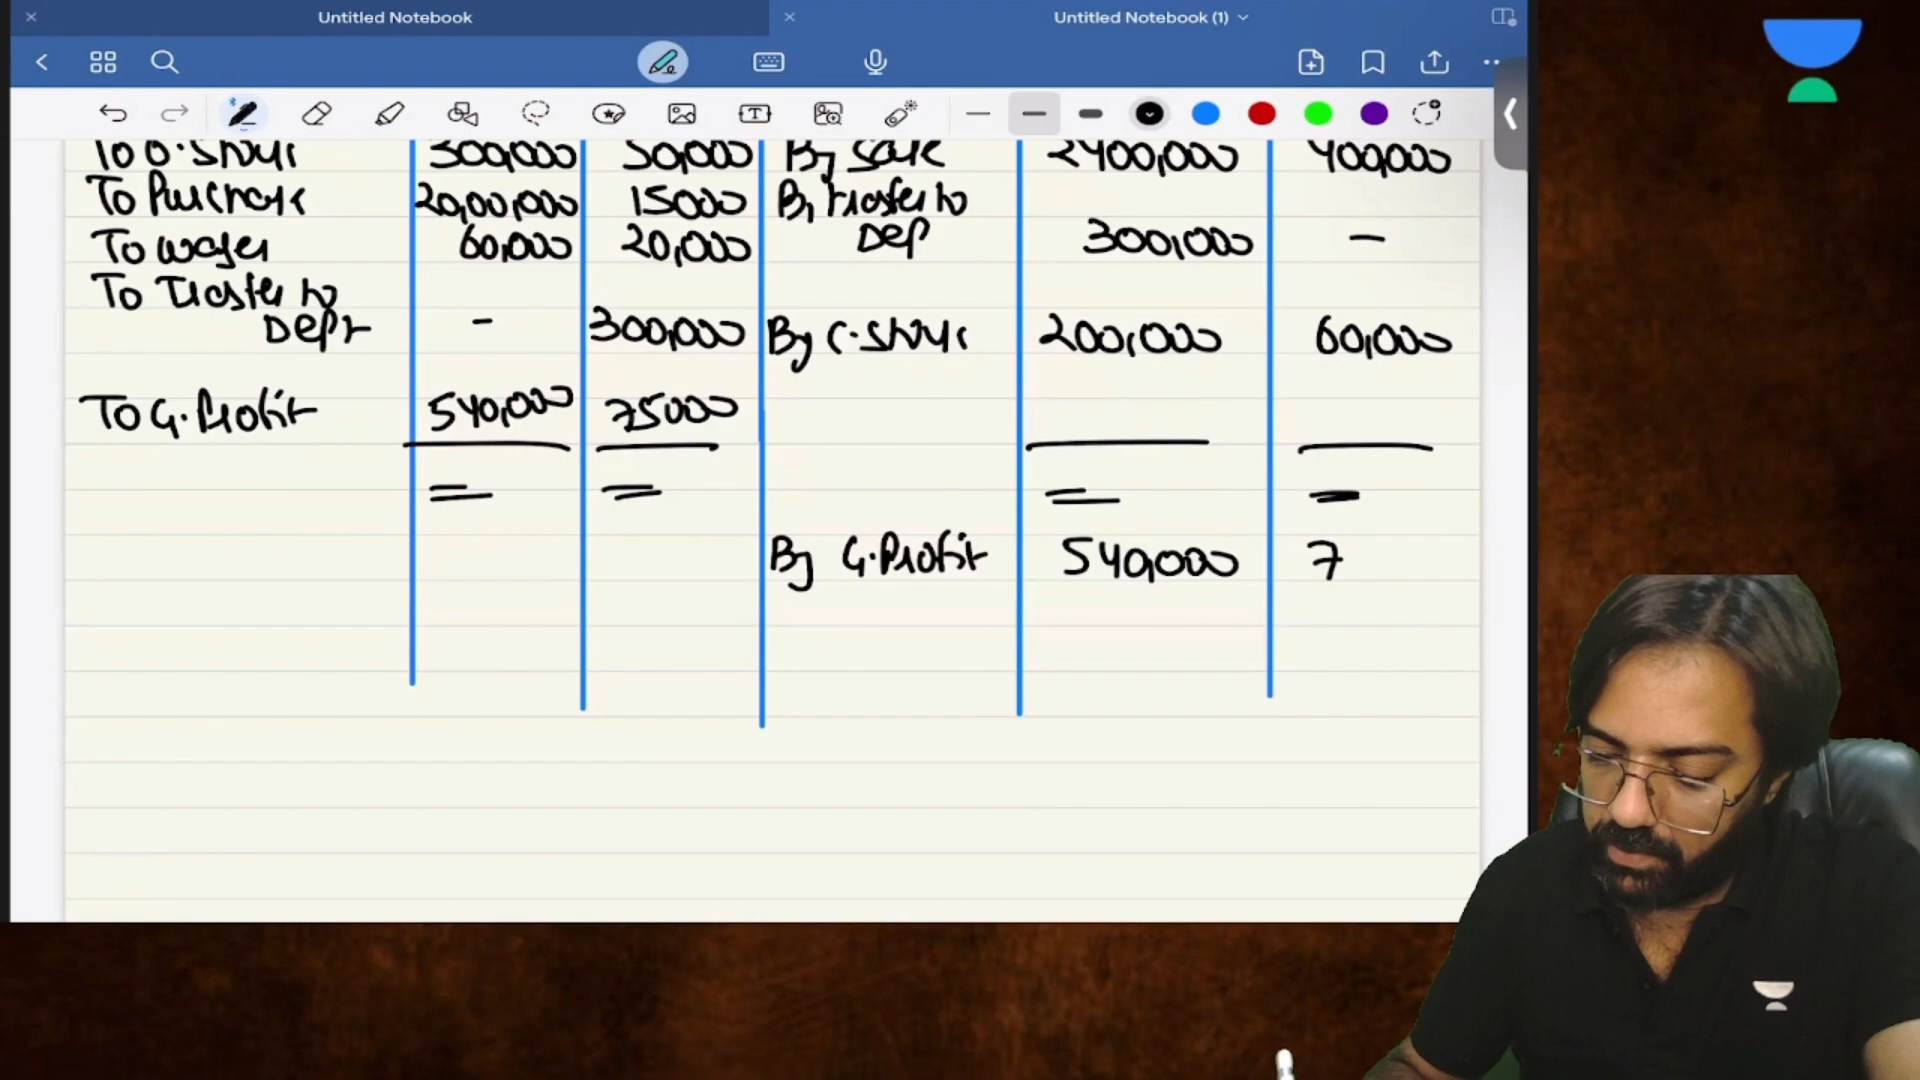 Untitled Notebook
Untitled Notebook (1)
To O. Stock 300,000 50,000 By Sale 2400,000 400,000
To Purchase 20,00,000 15000 By Trasfer to
To wages 60,000 20,000 Dep 300,000 -
To Trasfer to
Dept - 300,000 By C. Stock 200,000 60,000
To G. Profit 540,000 75000
By G. Profit 540,000 7